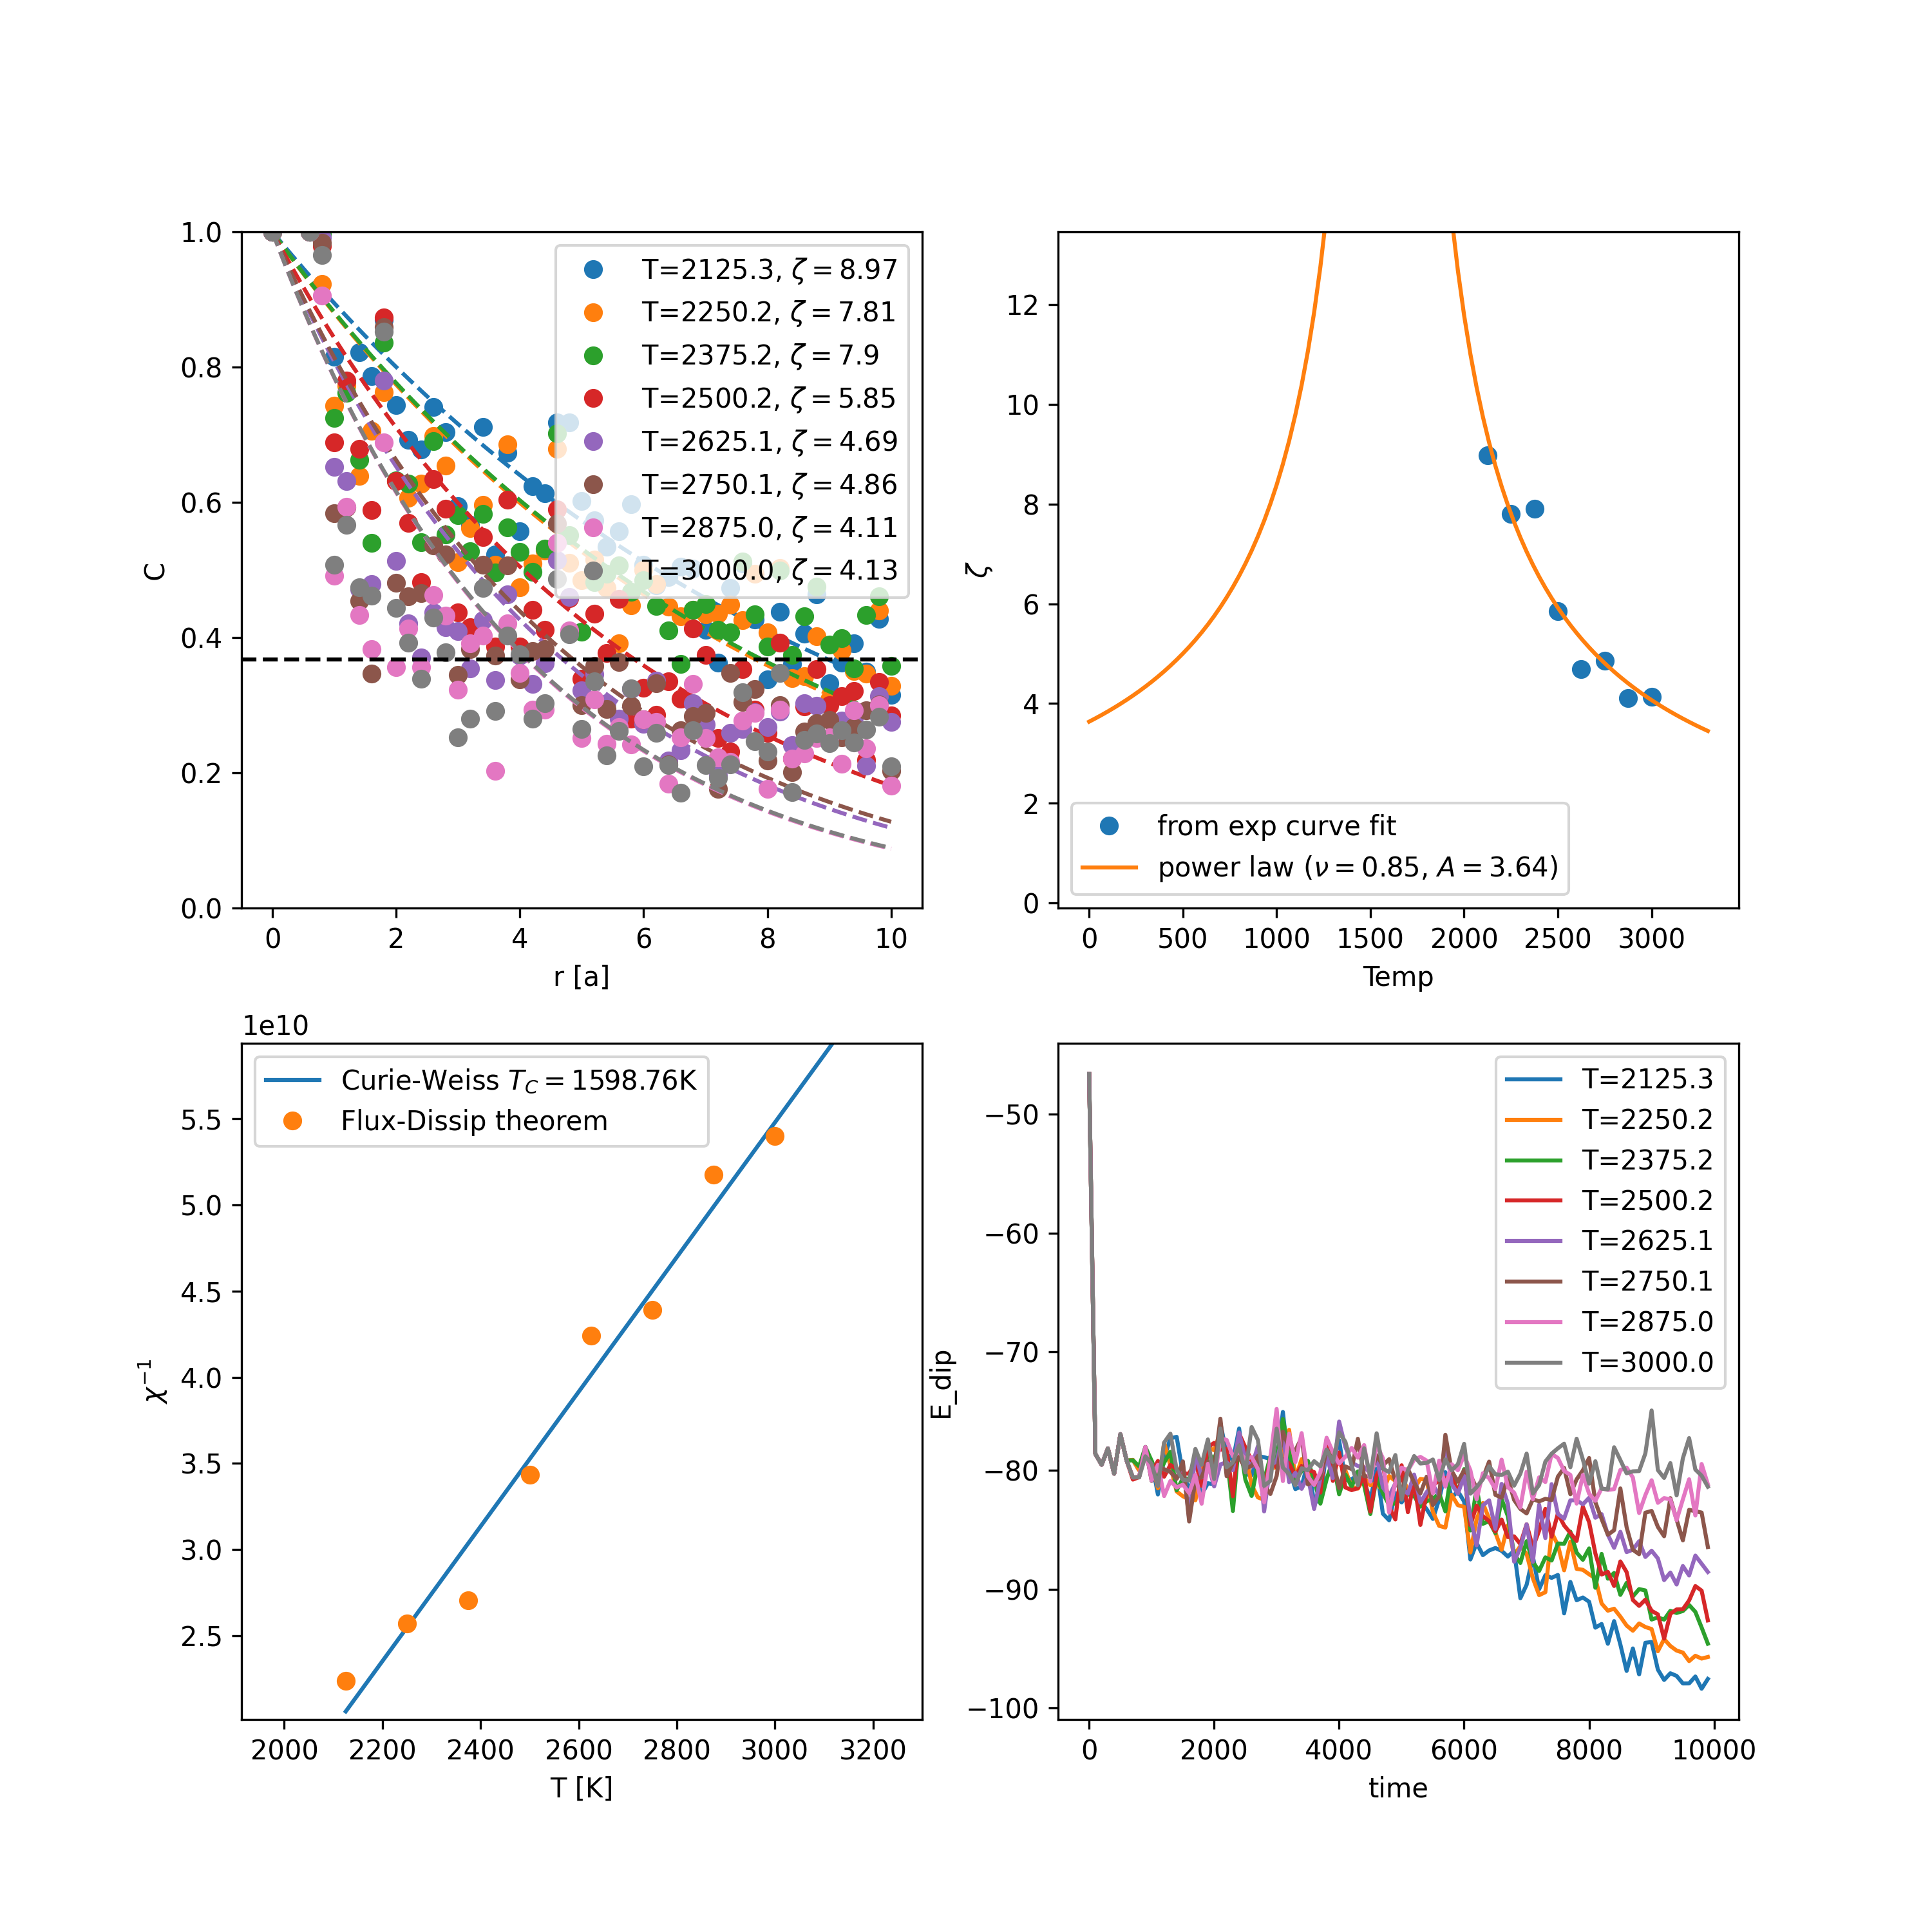 T=2125.3, ζ = 8.97
T=2250.2, ζ = 7.81
T=2375.2, ζ = 7.9
T=2500.2, ζ = 5.85
T=2625.1, ζ = 4.69
T=2750.1, ζ = 4.86
T=2875.0, ζ = 4.11
T=3000.0, ζ = 4.13
1.0
0.8
0.6
0.4
0.2
0.0
C
0 2 4 6 8 10
r [a]
12
10
8
6
4
2
0
ζ
from exp curve fit
power law (ν = 0.85, A = 3.64)
0 500 1000 1500 2000 2500 3000
Temp
1e10
Curie-Weiss T_C = 1598.76K
Flux-Dissip theorem
5.5
5.0
4.5
4.0
3.5
3.0
2.5
χ⁻¹
2000 2200 2400 2600 2800 3000 3200
T [K]
T=2125.3
T=2250.2
T=2375.2
T=2500.2
T=2625.1
T=2750.1
T=2875.0
T=3000.0
−50
−60
−70
−80
−90
−100
E_dip
0 2000 4000 6000 8000 10000
time